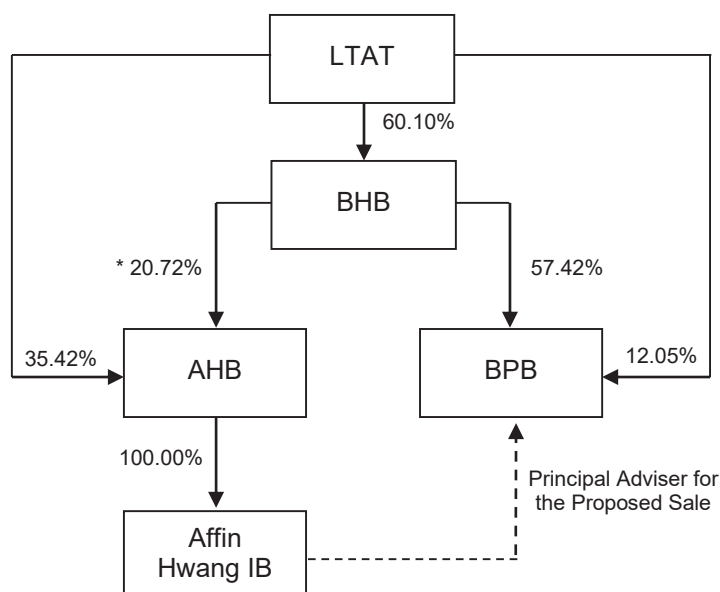 LTAT
60.10%
BHB
* 20.72%
57.42%
35.42%
AHB
BPB
12.05%
100.00%
Principal Adviser for
the Proposed Sale
Affin
Hwang IB